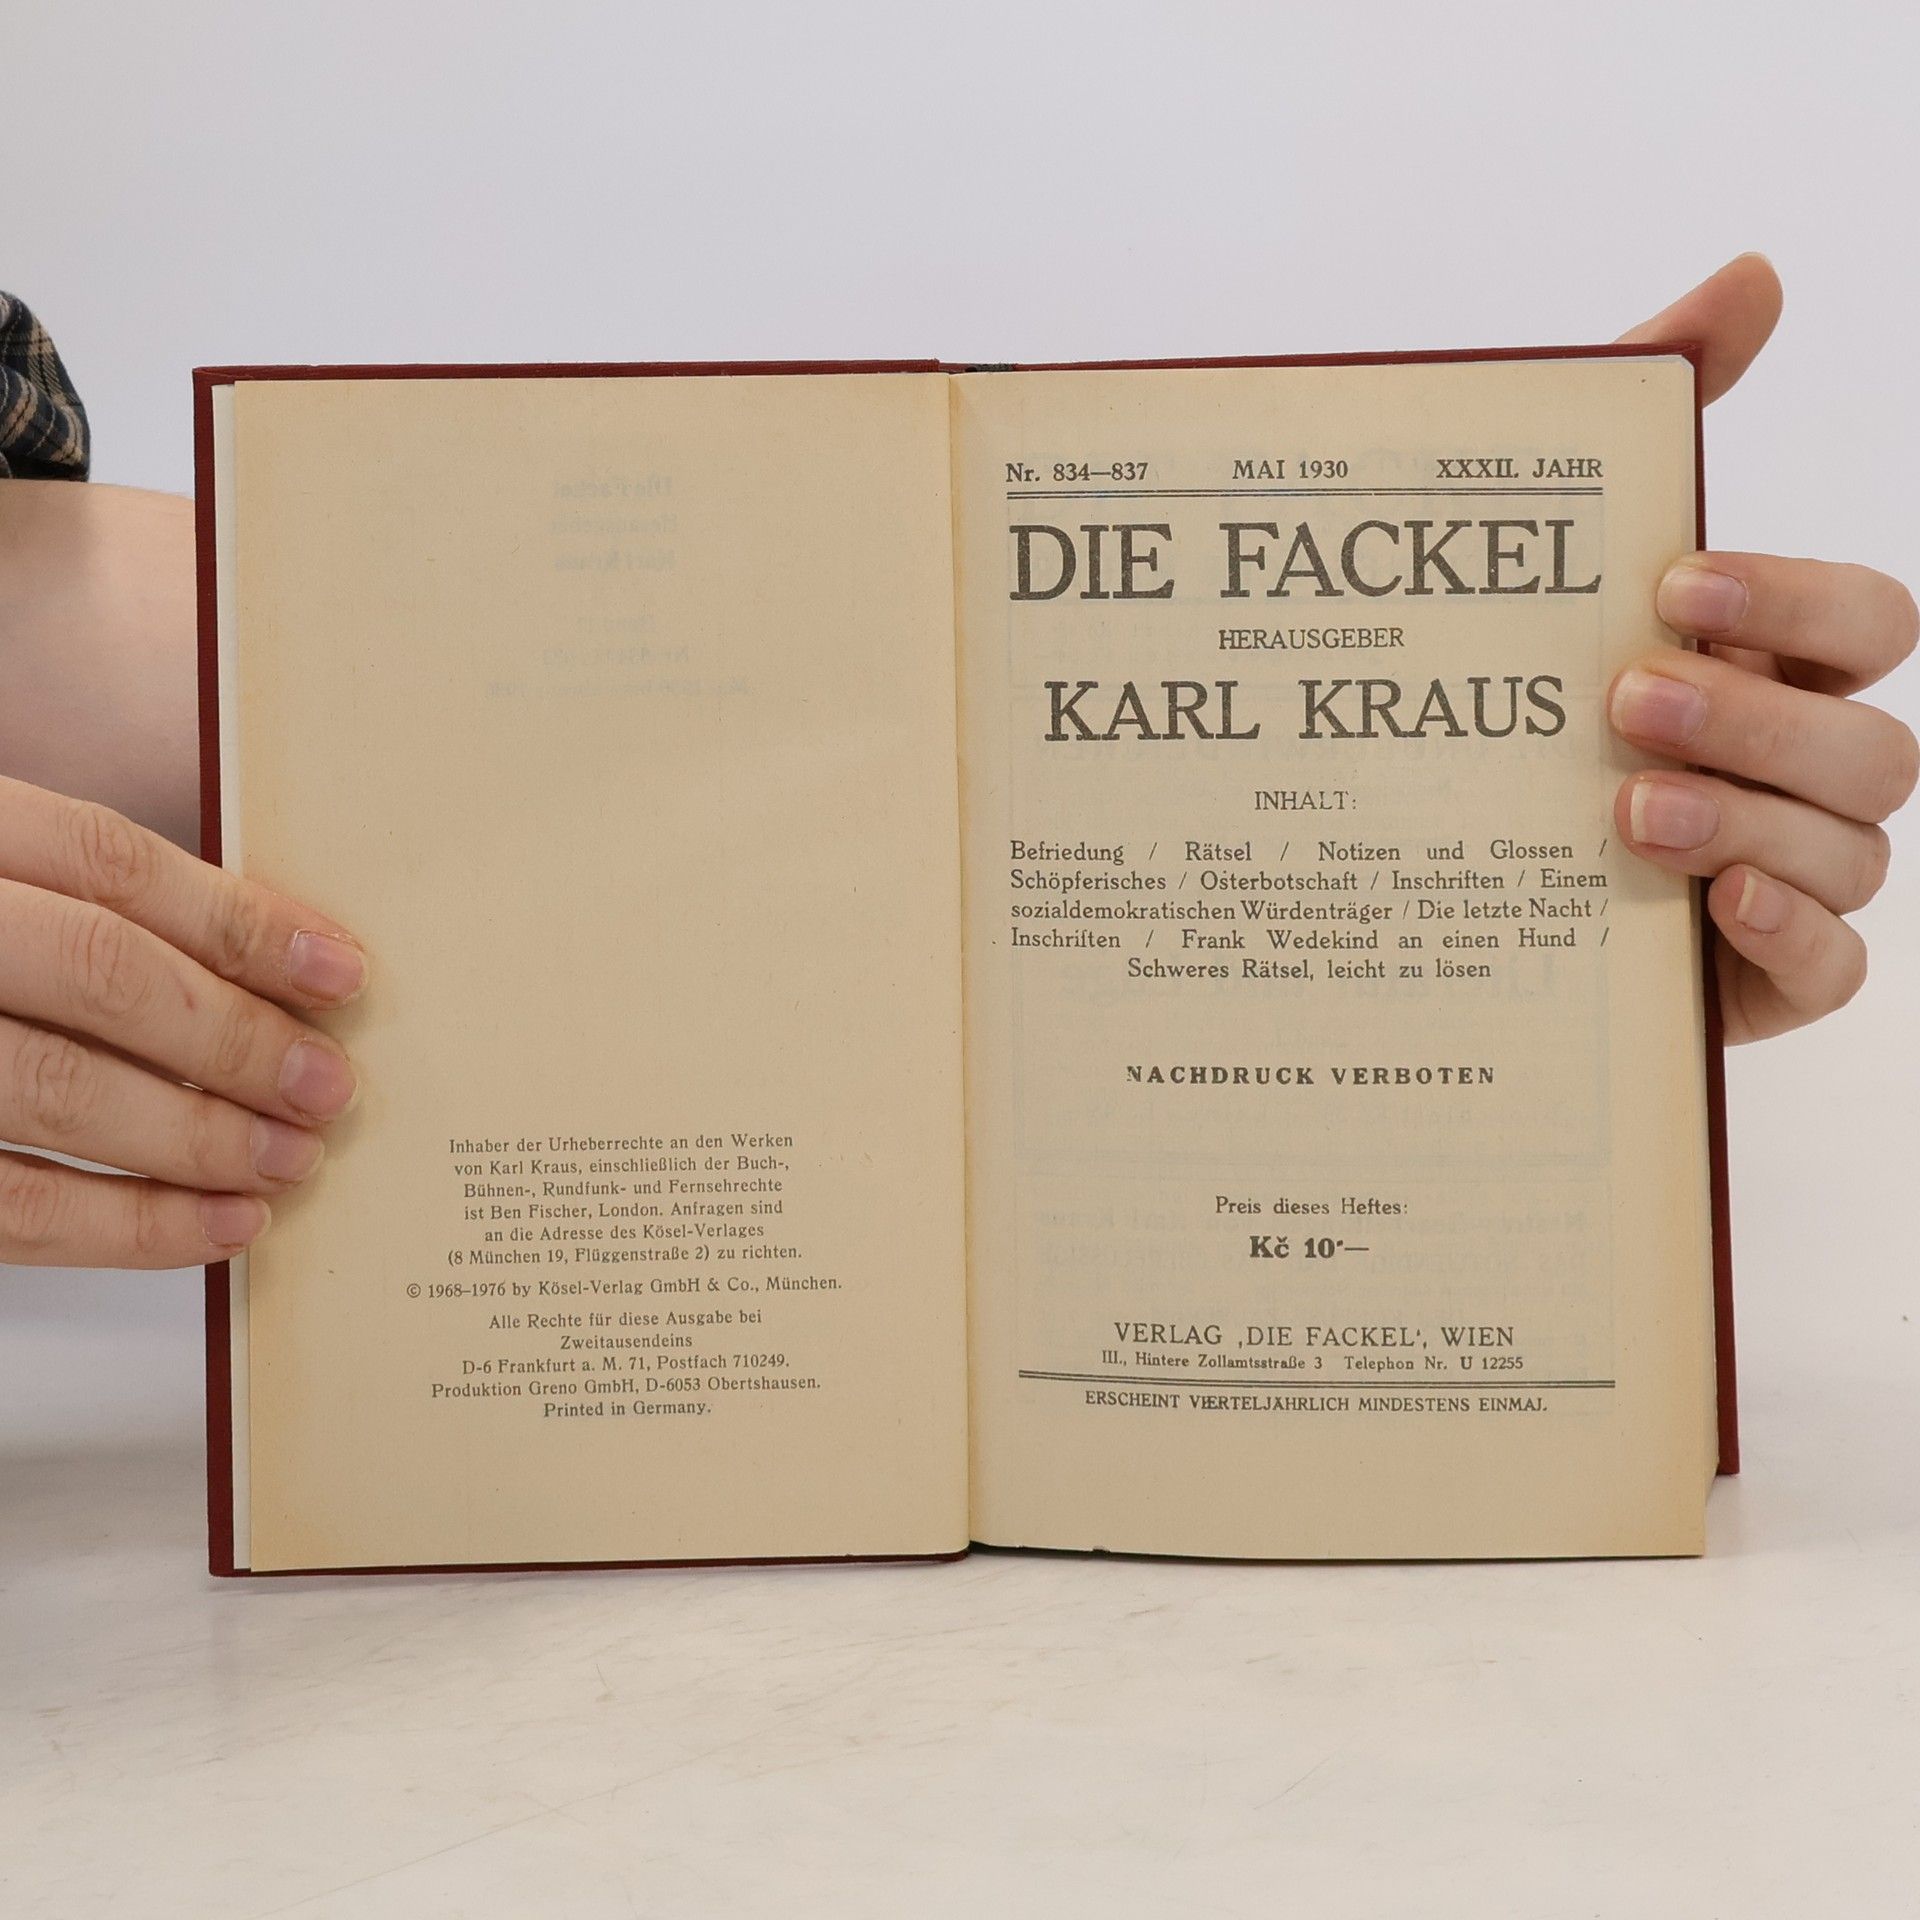 Inhaber der Urheberrechte an den Werken
von Karl Kraus, einschließlich der Buch-,
Bühnen-, Rundfunk- und Fernsehrechte
ist Ben Fischer, London. Anfragen sind
an die Adresse des Kösel-Verlages
(8 München 19, Flüggenstraße 2) zu richten.
© 1968–1976 by Kösel-Verlag GmbH & Co., München.
Alle Rechte für diese Ausgabe bei
Zweitausendeins
D-6 Frankfurt a. M. 71, Postfach 710249.
Produktion Greno GmbH, D-6053 Obertshausen.
Printed in Germany.
Nr. 834—837 MAI 1930 XXXII. JAHR
DIE FACKEL
HERAUSGEBER
KARL KRAUS
INHALT:
Befriedung / Rätsel / Notizen und Glossen /
Schöpferisches / Osterbotschaft / Inschriften / Einem
sozialdemokratischen Würdenträger / Die letzte Nacht /
Inschriften / Frank Wedekind an einen Hund /
Schweres Rätsel, leicht zu lösen
NACHDRUCK VERBOTEN
Preis dieses Heftes:
Kč 10·—
VERLAG ‚DIE FACKEL‘, WIEN
III., Hintere Zollamtsstraße 3 Telephon Nr. U 12255
ERSCHEINT VIERTELJÄHRLICH MINDESTENS EINMAL